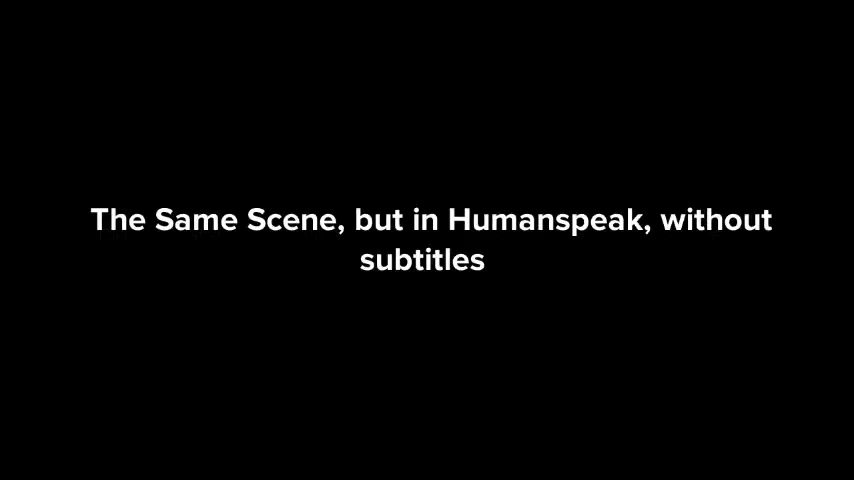 The Same Scene, but in Humanspeak, without
subtitles